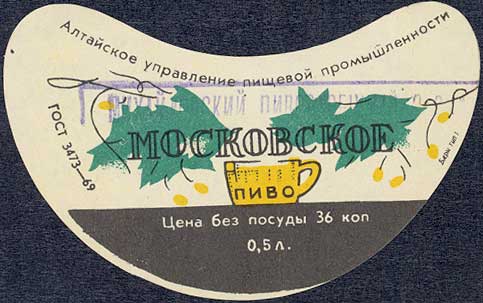 Алтайское управление пищевой промышленности
ГОСТ 3473—69
МОСКОВСКОЕ
ПИВО
Цена без посуды 36 коп
0,5 л.